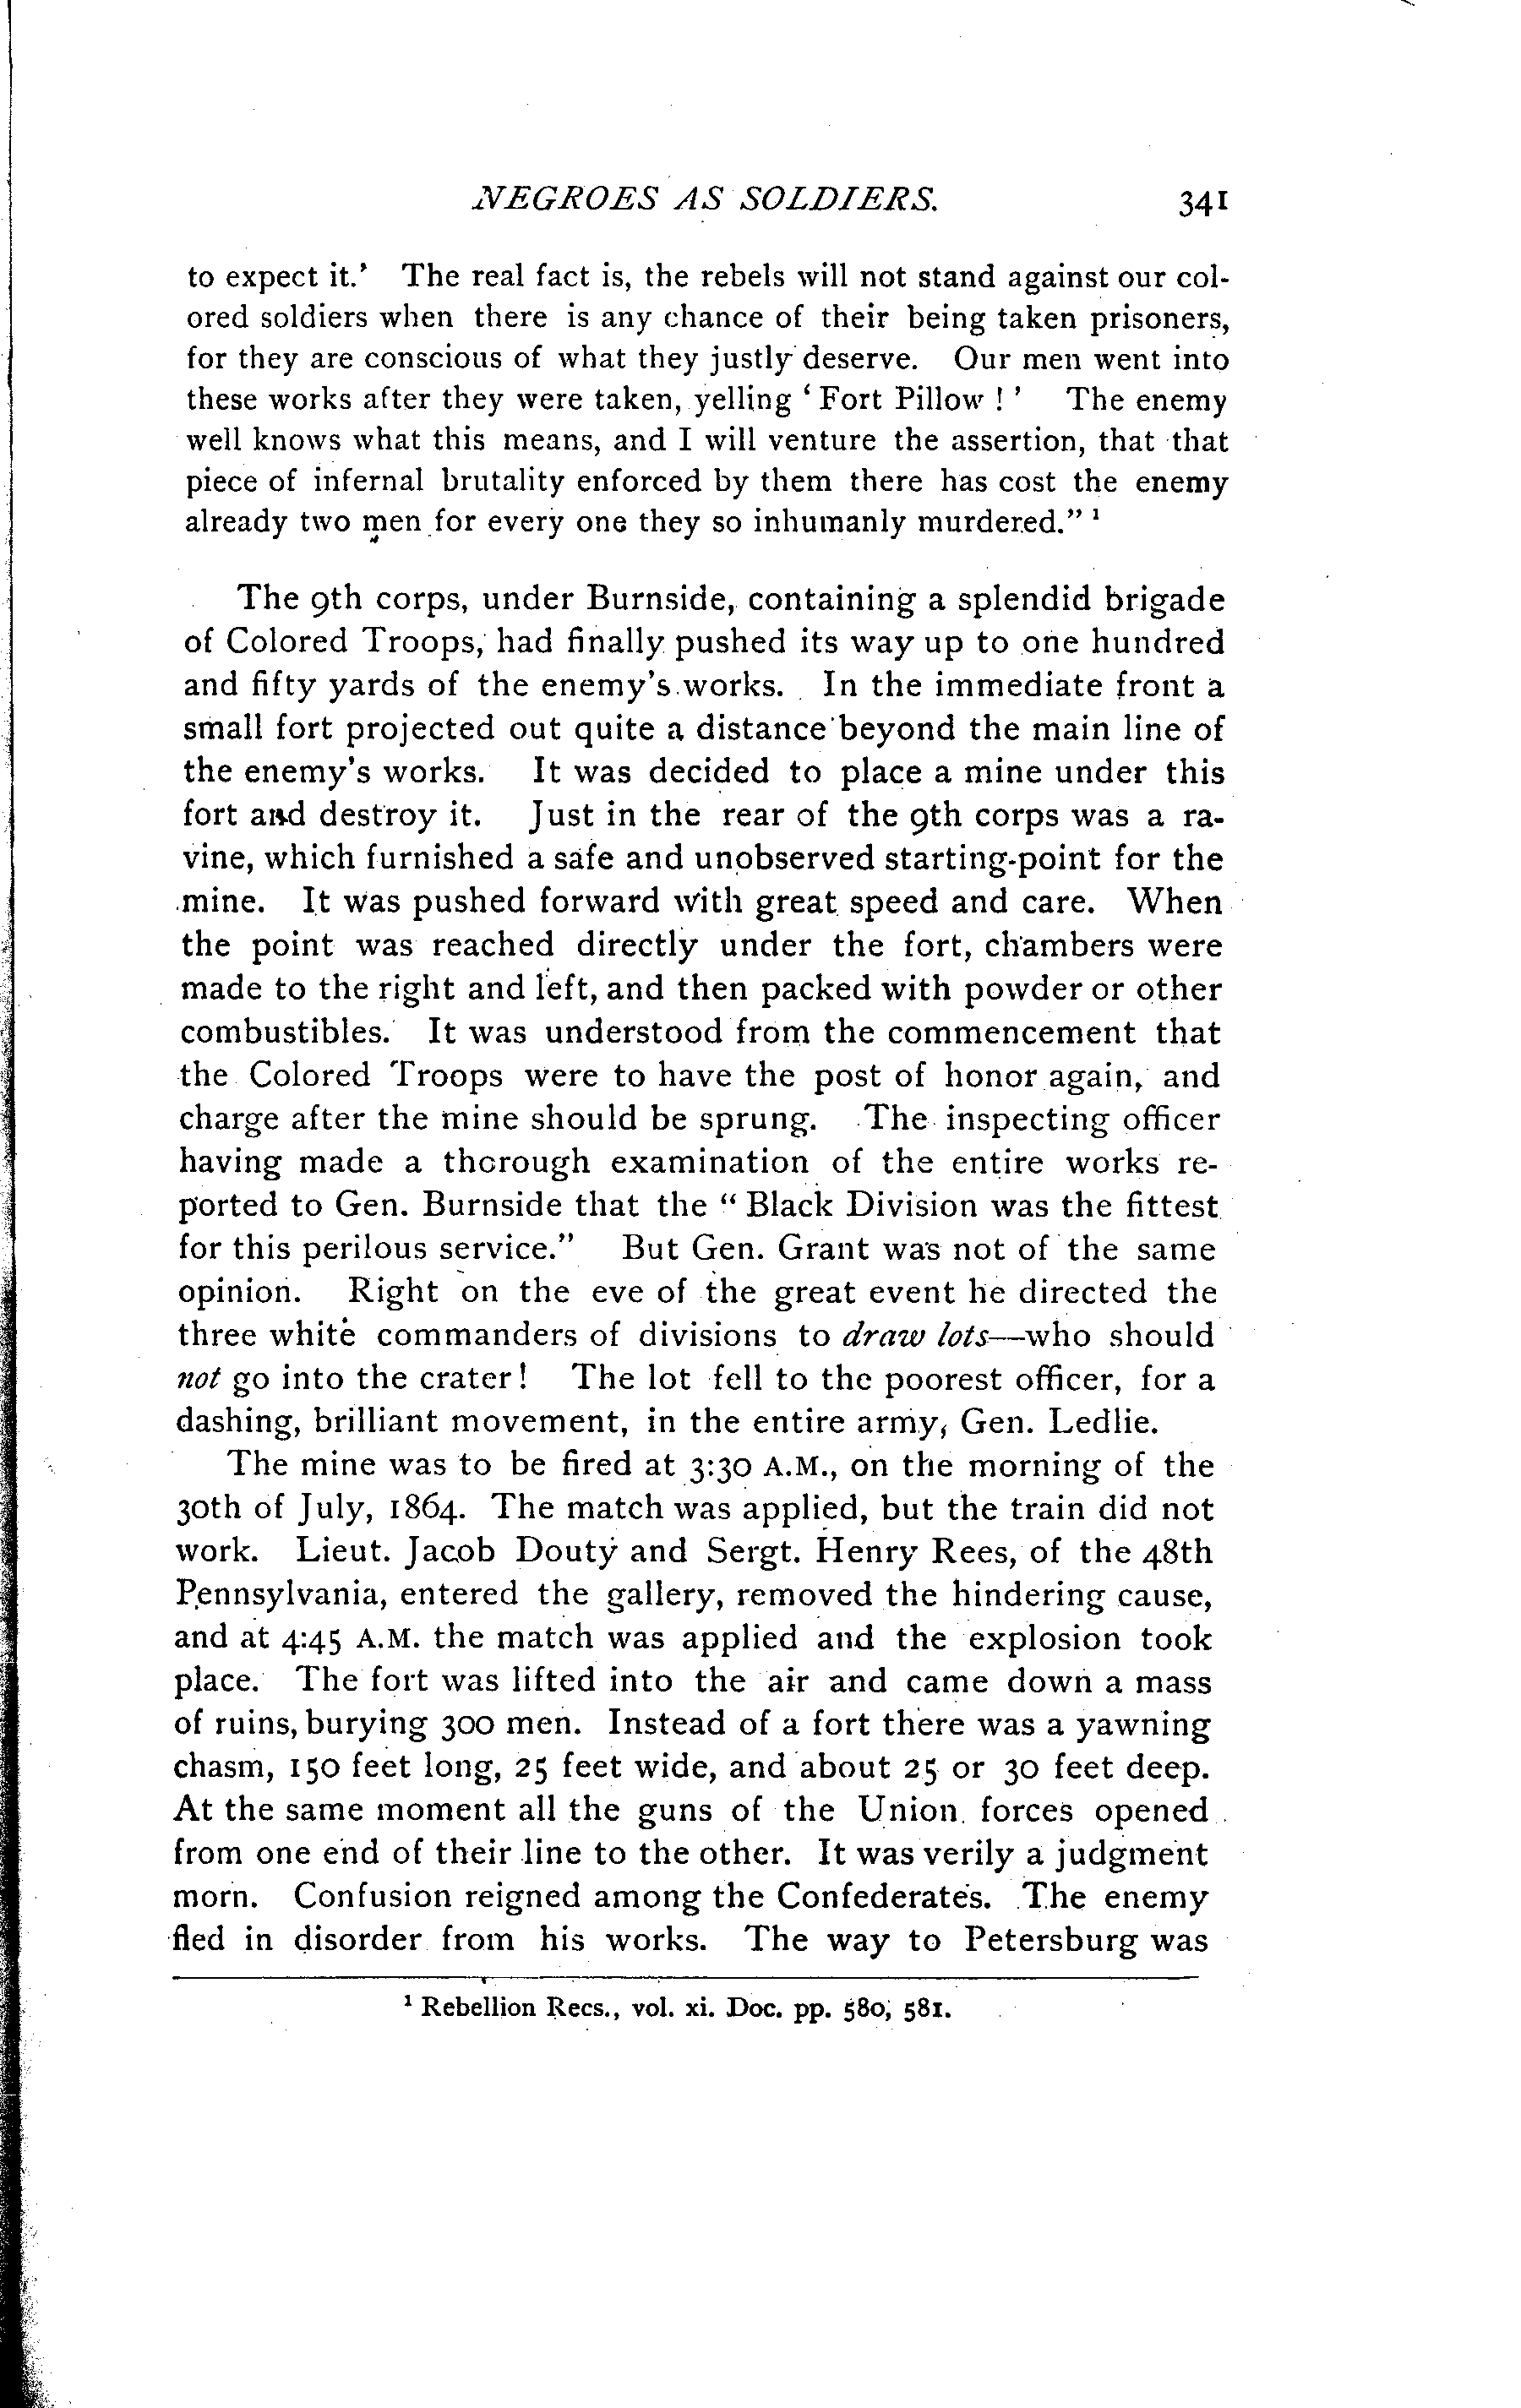 NEGROES AS SOLDIERS. 341
to expect it.' The real fact is, the rebels will not stand against our col-
ored soldiers when there is any chance of their being taken prisoners,
for they are conscious of what they justly deserve. Our men went into
these works after they were taken, yelling ‘Fort Pillow!’ The enemy
well knows what this means, and I will venture the assertion, that that
piece of infernal brutality enforced by them there has cost the enemy
already two men for every one they so inhumanly murdered.” ¹
The 9th corps, under Burnside, containing a splendid brigade
of Colored Troops, had finally pushed its way up to one hundred
and fifty yards of the enemy's works. In the immediate front a
small fort projected out quite a distance beyond the main line of
the enemy's works. It was decided to place a mine under this
fort and destroy it. Just in the rear of the 9th corps was a ra-
vine, which furnished a safe and unobserved starting-point for the
mine. It was pushed forward with great speed and care. When
the point was reached directly under the fort, chambers were
made to the right and left, and then packed with powder or other
combustibles. It was understood from the commencement that
the Colored Troops were to have the post of honor again, and
charge after the mine should be sprung. The inspecting officer
having made a thorough examination of the entire works re-
ported to Gen. Burnside that the “Black Division was the fittest
for this perilous service.” But Gen. Grant was not of the same
opinion. Right on the eve of the great event he directed the
three white commanders of divisions to draw lots—who should
not go into the crater! The lot fell to the poorest officer, for a
dashing, brilliant movement, in the entire army, Gen. Ledlie.
The mine was to be fired at 3:30 A.M., on the morning of the
30th of July, 1864. The match was applied, but the train did not
work. Lieut. Jacob Douty and Sergt. Henry Rees, of the 48th
Pennsylvania, entered the gallery, removed the hindering cause,
and at 4:45 A.M. the match was applied and the explosion took
place. The fort was lifted into the air and came down a mass
of ruins, burying 300 men. Instead of a fort there was a yawning
chasm, 150 feet long, 25 feet wide, and about 25 or 30 feet deep.
At the same moment all the guns of the Union forces opened
from one end of their line to the other. It was verily a judgment
morn. Confusion reigned among the Confederates. The enemy
fled in disorder from his works. The way to Petersburg was
¹ Rebellion Recs., vol. xi. Doc. pp. 580, 581.